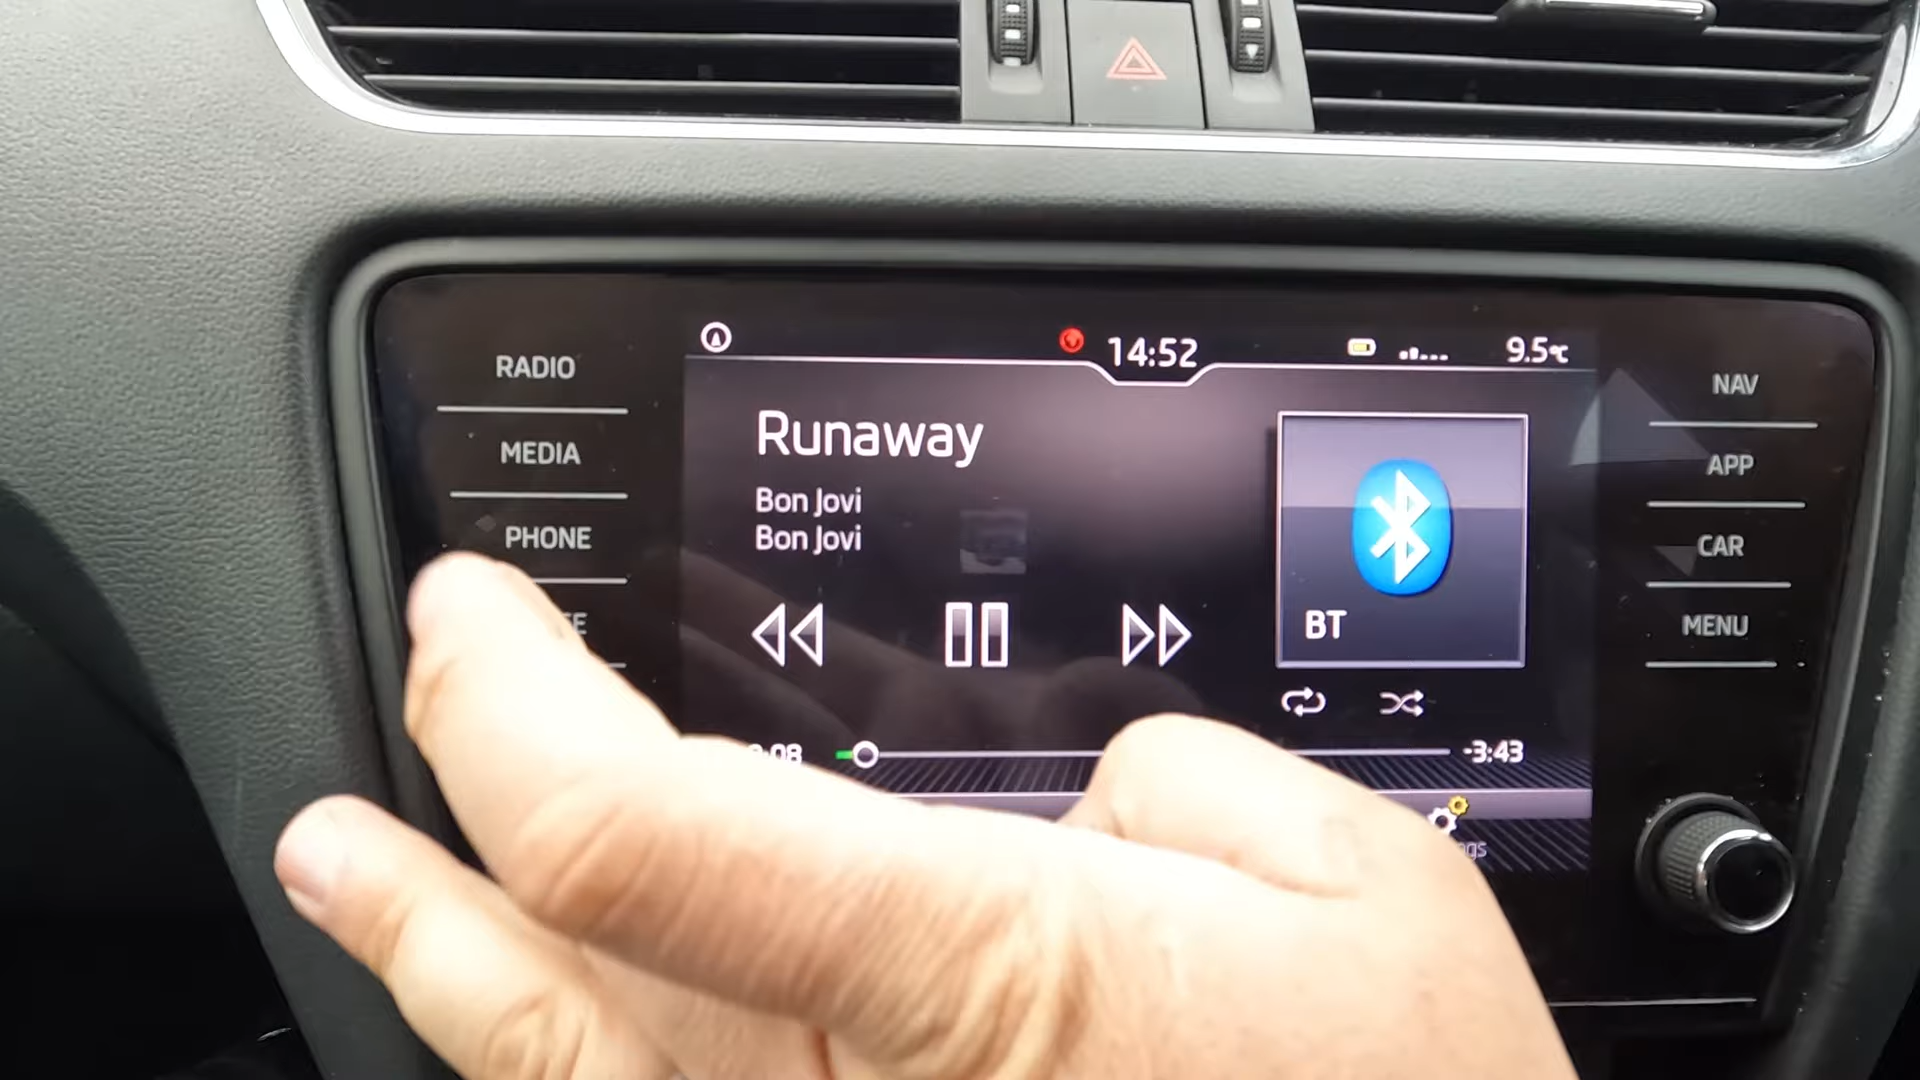 RADIO
MEDIA
PHONE
14:52
9.5°C
Runaway
Bon Jovi
Bon Jovi
BT
-3:43
NAV
APP
CAR
MENU